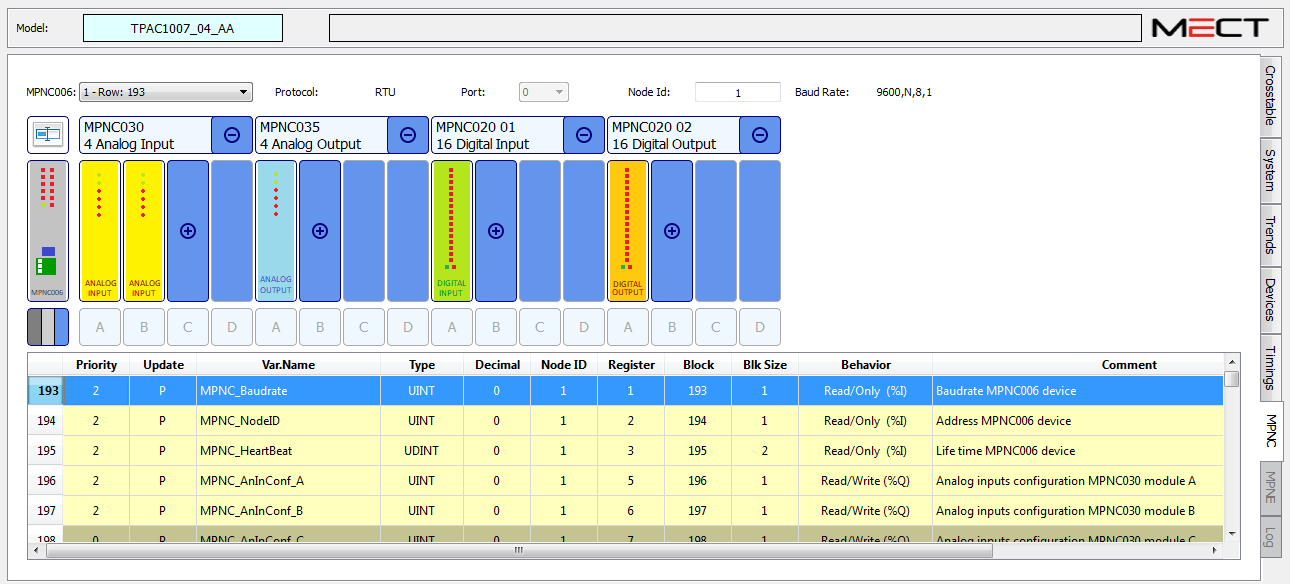 Model:
TPAC1007_04_AA
MECT
MPNC006:
1 - Row: 193
Protocol:
RTU
Port:
0
Node Id:
1
Baud Rate:
9600,N,8,1
MPNC030
4 Analog Input
MPNC035
4 Analog Output
MPNC020 01
16 Digital Input
MPNC020 02
16 Digital Output
MPNC006
ANALOG
INPUT
ANALOG
INPUT
ANALOG
OUTPUT
DIGITAL
INPUT
DIGITAL
OUTPUT
A B C D A B C D A B C D A B C D
Priority Update Var.Name Type Decimal Node ID Register Block Blk Size Behavior Comment
193 2 P MPNC_Baudrate UINT 0 1 1 193 1 Read/Only (%I) Baudrate MPNC006 device
194 2 P MPNC_NodeID UINT 0 1 2 194 1 Read/Only (%I) Address MPNC006 device
195 2 P MPNC_HeartBeat UDINT 0 1 3 195 2 Read/Only (%I) Life time MPNC006 device
196 2 P MPNC_AnInConf_A UINT 0 1 5 196 1 Read/Write (%Q) Analog inputs configuration MPNC030 module A
197 2 P MPNC_AnInConf_B UINT 0 1 6 197 1 Read/Write (%Q) Analog inputs configuration MPNC030 module B
198 0 P MPNC_AnInConf_C UINT 0 1 7 198 1 Read/Write (%Q) Analog inputs configuration MPNC030 module C
Crosstable
System
Trends
Devices
Timings
MPNC
MPNE
Log